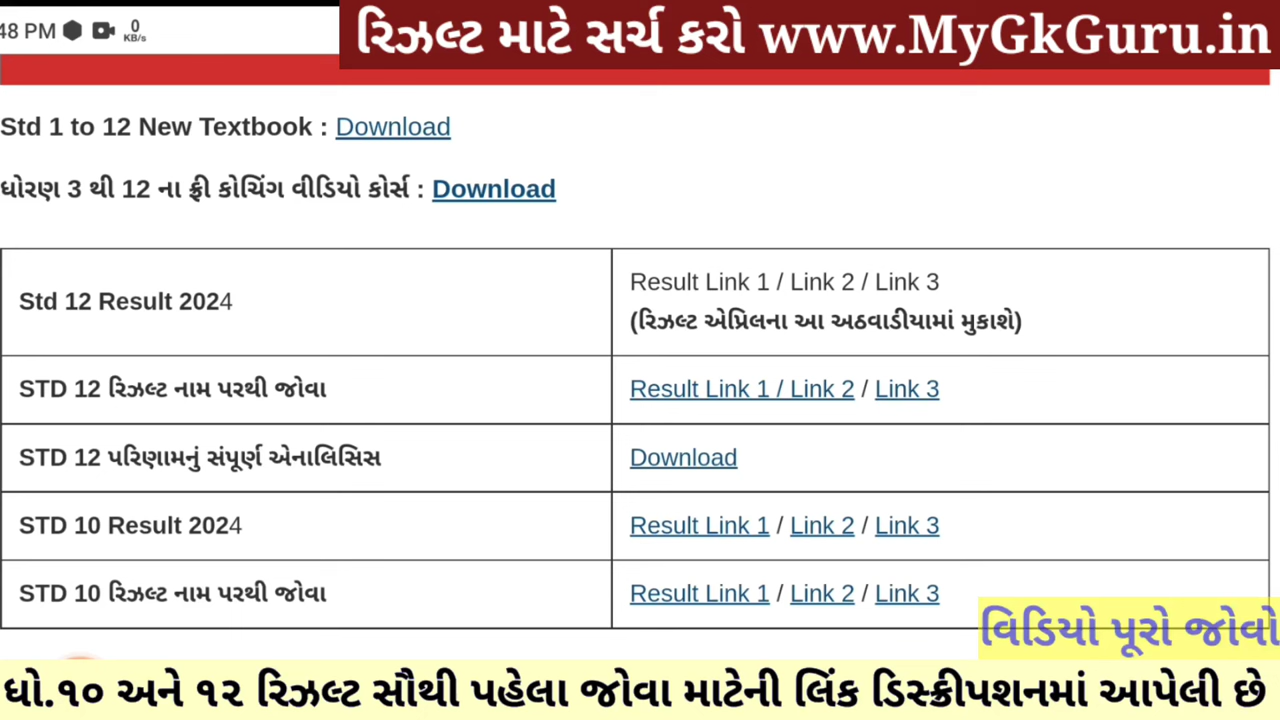 48 PM 0 KB/s
રિઝલ્ટ માટે સર્ચ કરો www.MyGkGuru.in
Std 1 to 12 New Textbook : Download
ધોરણ 3 થી 12 ના ફ્રી કોચિંગ વીડિયો કોર્સ : Download
Std 12 Result 2024
Result Link 1 / Link 2 / Link 3
(રિઝલ્ટ એપ્રિલના આ અઠવાડીયામાં મુકાશે)
STD 12 રિઝલ્ટ નામ પરથી જોવા
Result Link 1 / Link 2 / Link 3
STD 12 પરિણામનું સંપૂર્ણ એનાલિસિસ
Download
STD 10 Result 2024
Result Link 1 / Link 2 / Link 3
STD 10 રિઝલ્ટ નામ પરથી જોવા
Result Link 1 / Link 2 / Link 3
વિડિયો પૂરો જોવો
ધો.૧૦ અને ૧૨ રિઝલ્ટ સૌથી પહેલા જોવા માટેની લિંક ડિસ્ક્રીપશનમાં આપેલી છે